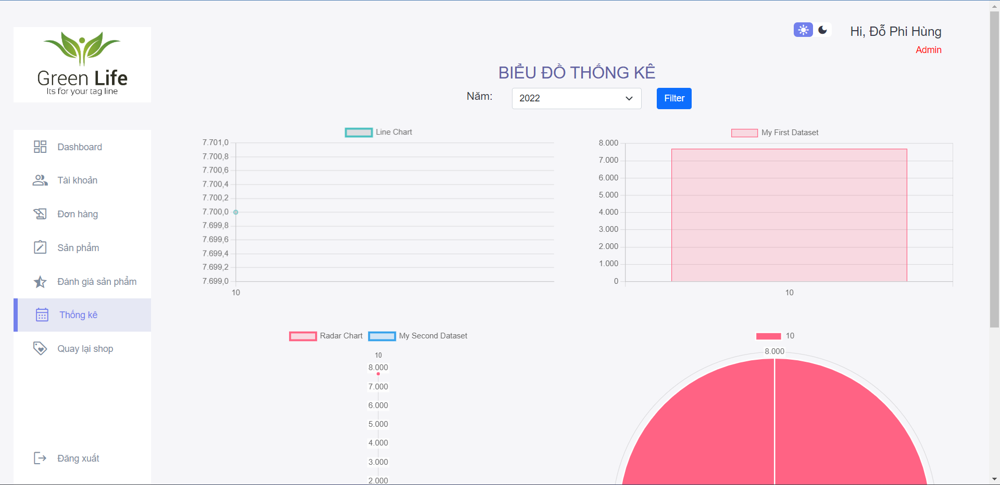 Green Life
Its for your tag line
Dashboard
Tài khoản
Đơn hàng
Sản phẩm
Đánh giá sản phẩm
Thống kê
Quay lại shop
Đăng xuất
Hi, Đỗ Phi Hùng
Admin
BIỂU ĐỒ THỐNG KÊ
Năm:
2022
Filter
Line Chart
7.701,0
7.700,8
7.700,6
7.700,4
7.700,2
7.700,0
7.699,8
7.699,6
7.699,4
7.699,2
7.699,0
10
My First Dataset
8.000
7.000
6.000
5.000
4.000
3.000
2.000
1.000
0
10
Radar Chart
My Second Dataset
10
8.000
7.000
6.000
5.000
4.000
3.000
2.000
10
8.000